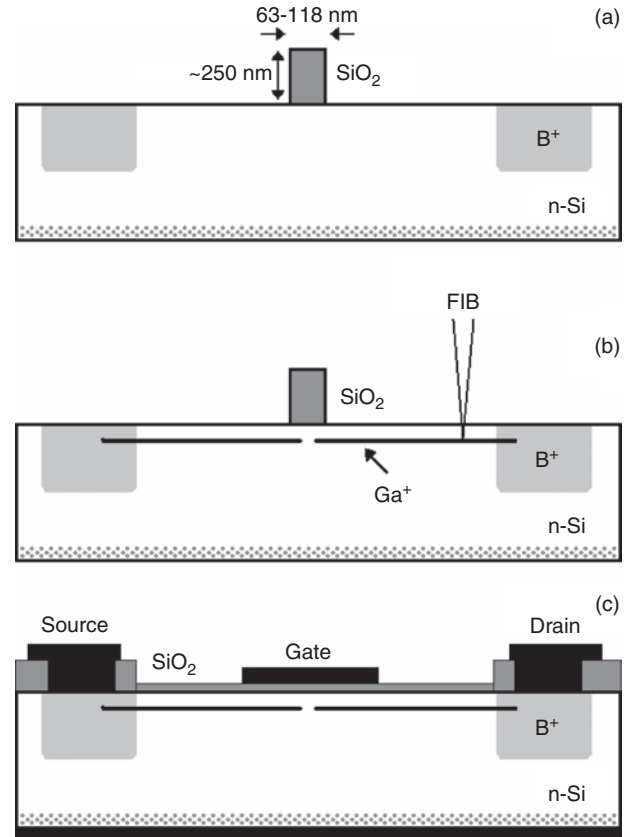 63-118 nm
(a)
~250 nm
SiO₂
B⁺
n-Si
FIB
(b)
SiO₂
B⁺
Ga⁺
n-Si
(c)
Source
Drain
Gate
SiO₂
B⁺
n-Si